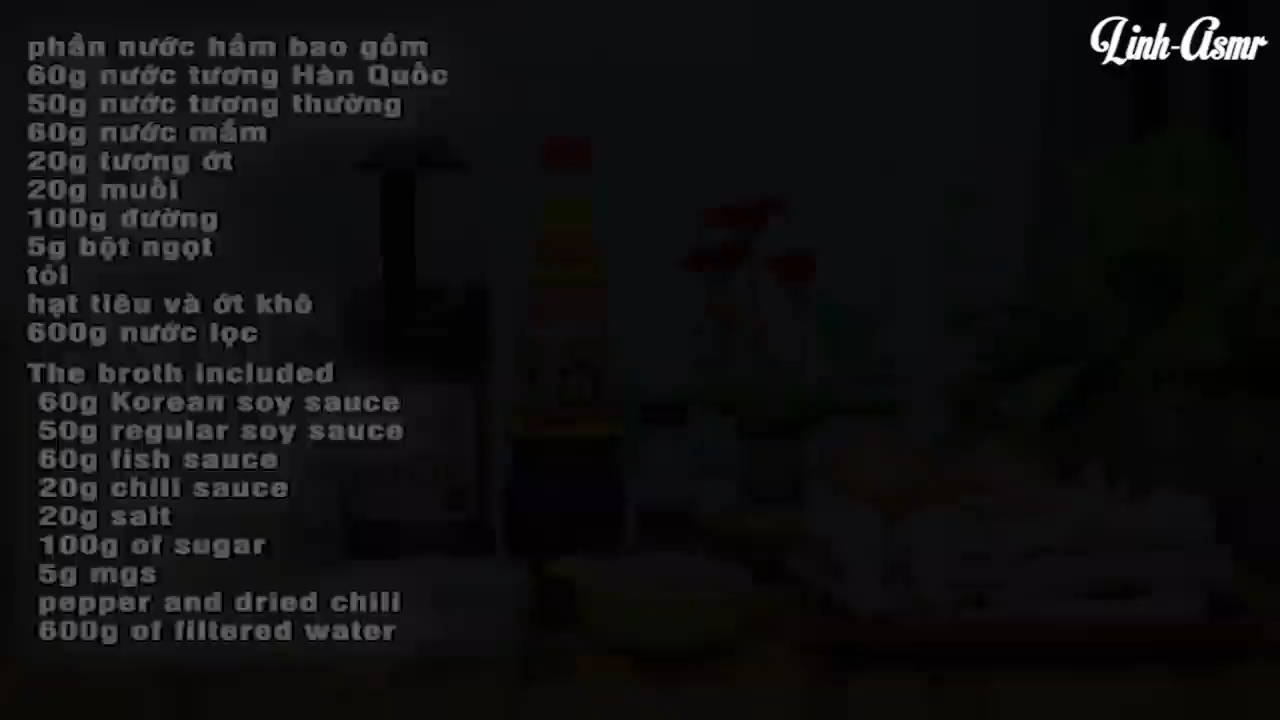 Linh-Asmr
phần nước hầm bao gồm
60g nước tương Hàn Quốc
50g nước tương thường
60g nước mắm
20g tương ớt
20g muối
100g đường
5g bột ngọt
tỏi
hạt tiêu và ớt khô
600g nước lọc
The broth included
60g Korean soy sauce
50g regular soy sauce
60g fish sauce
20g chili sauce
20g salt
100g of sugar
5g mgs
pepper and dried chili
600g of filtered water